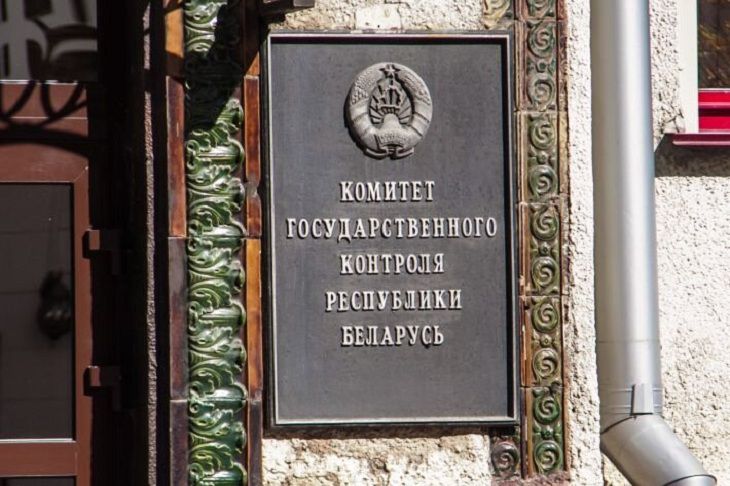 КОМИТЕТ
ГОСУДАРСТВЕННОГО
КОНТРОЛЯ
РЕСПУБЛИКИ
БЕЛАРУСЬ